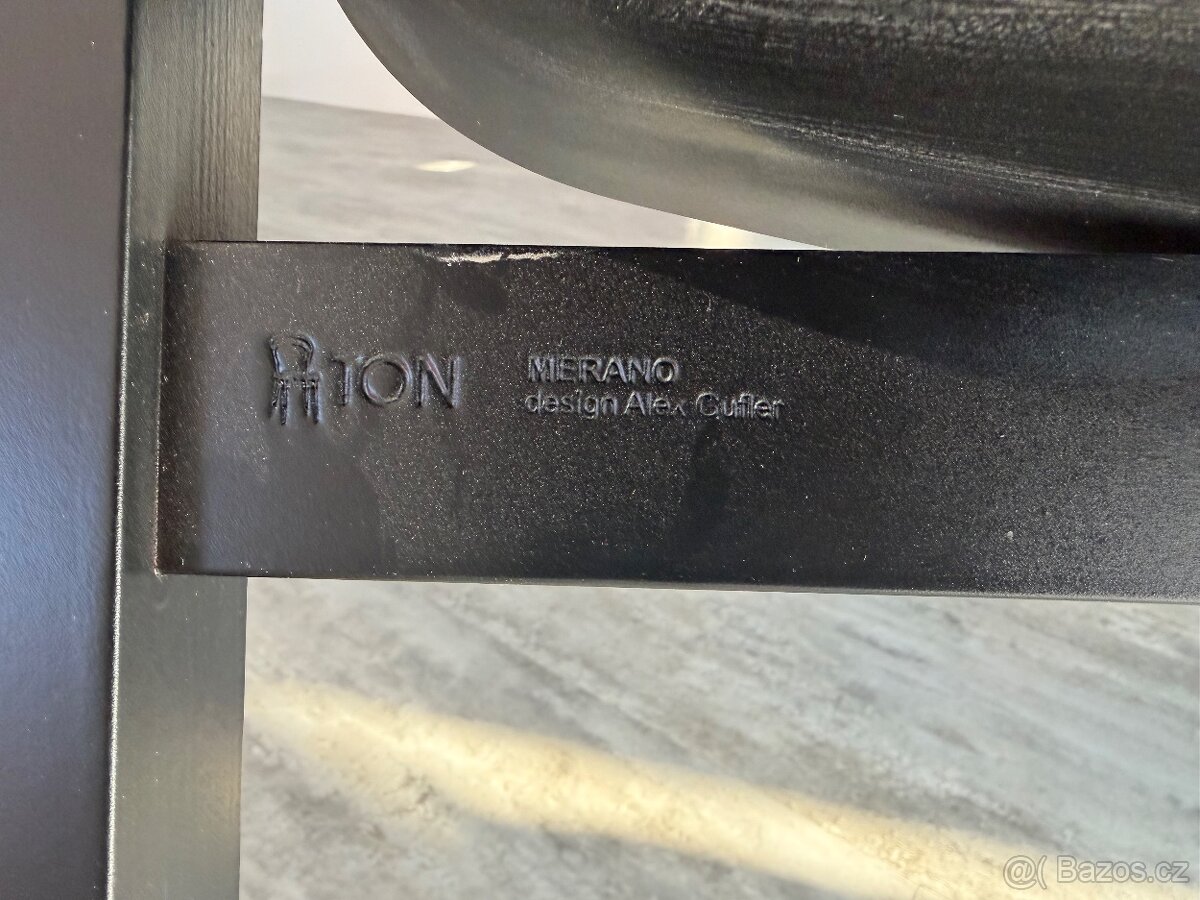 TON
MERANO
design Alex Gufler
@( Bazos.cz